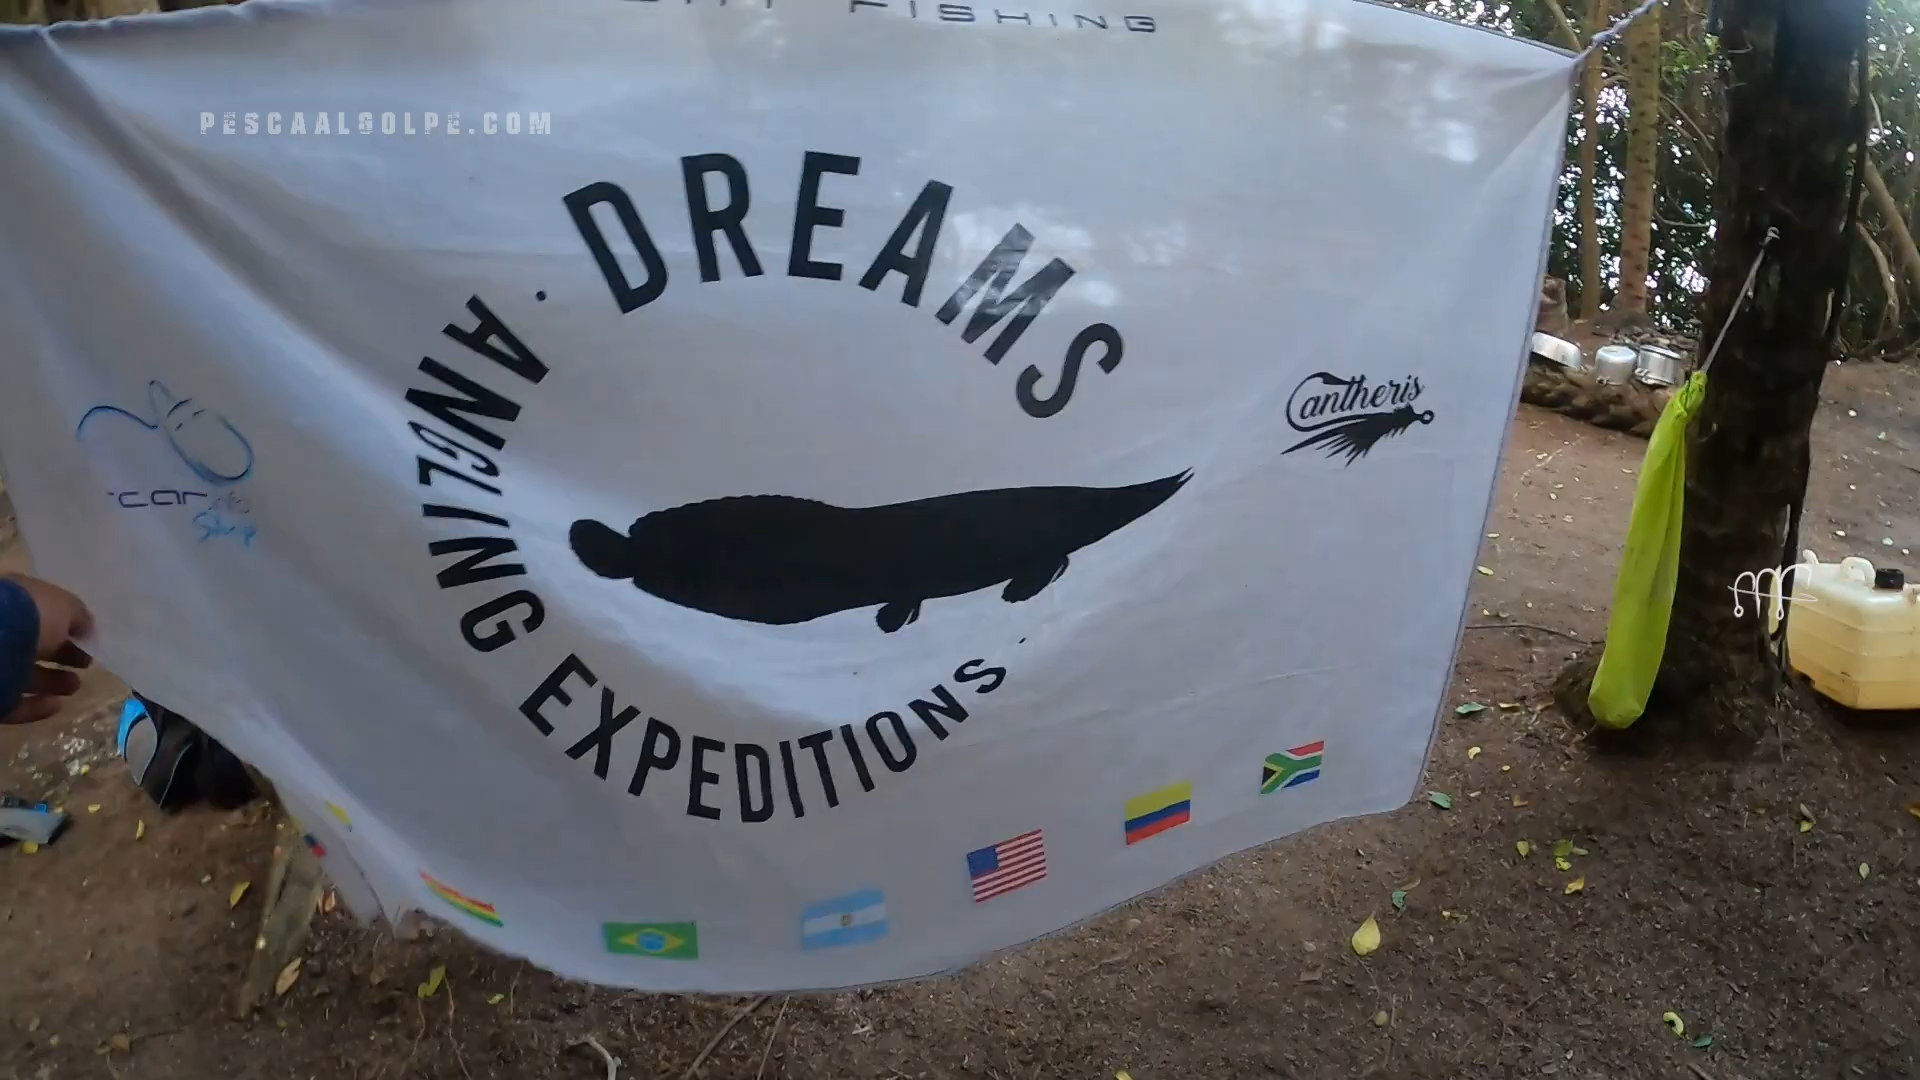 FISHING
PESCAALGOLPE.COM
· DREAMS
ANGLING EXPEDITIONS ·
Cantheris